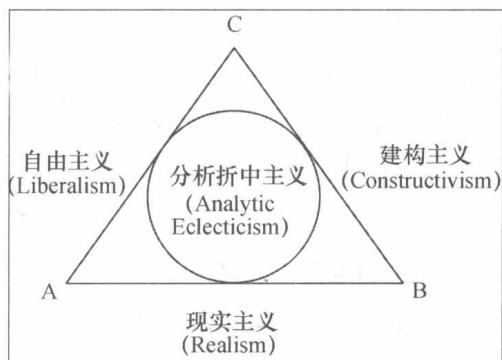 C
自由主义
(Liberalism)
建构主义
(Constructivism)
分析折中主义
(Analytic
Eclecticism)
A
B
现实主义
(Realism)